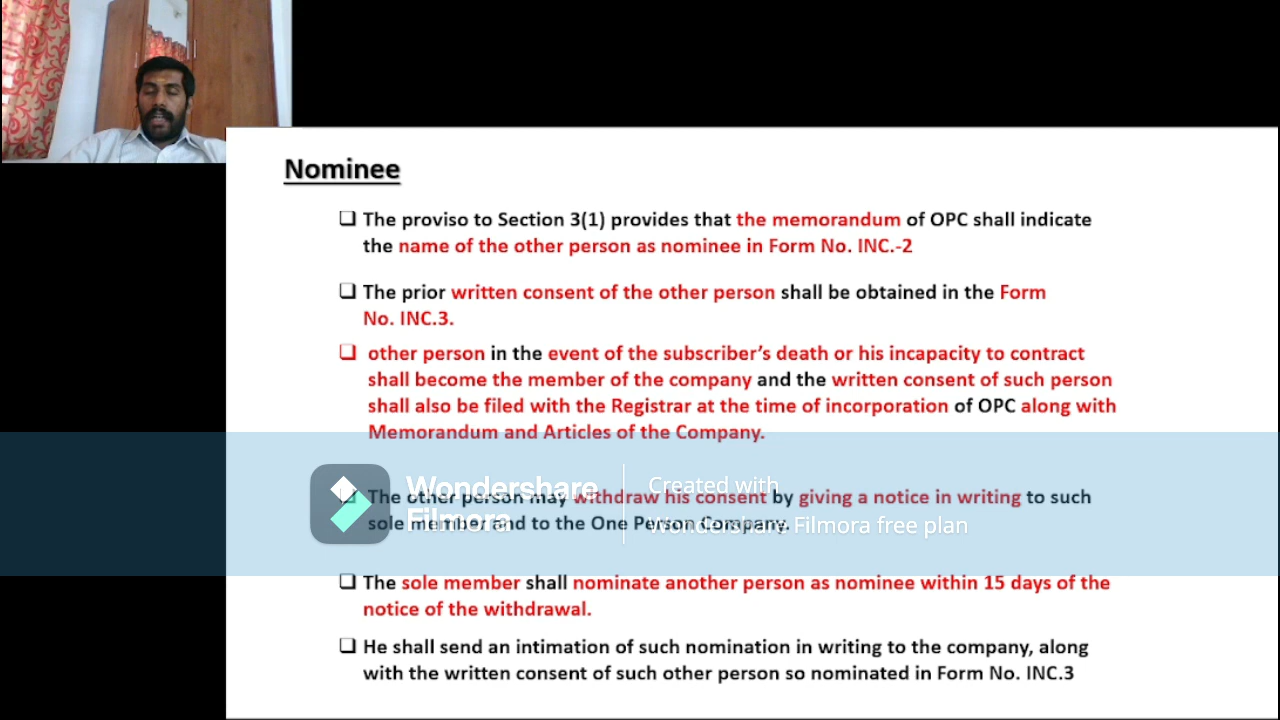 Nominee
❑ The proviso to Section 3(1) provides that the memorandum of OPC shall indicate
the name of the other person as nominee in Form No. INC.-2
❑ The prior written consent of the other person shall be obtained in the Form
No. INC.3.
❑ other person in the event of the subscriber’s death or his incapacity to contract
shall become the member of the company and the written consent of such person
shall also be filed with the Registrar at the time of incorporation of OPC along with
Memorandum and Articles of the Company.
❑ The other person may withdraw his consent by giving a notice in writing to such
sole member and to the One Person Company.
Wondershare
Filmora
Created with
Wondershare Filmora free plan
❑ The sole member shall nominate another person as nominee within 15 days of the
notice of the withdrawal.
❑ He shall send an intimation of such nomination in writing to the company, along
with the written consent of such other person so nominated in Form No. INC.3